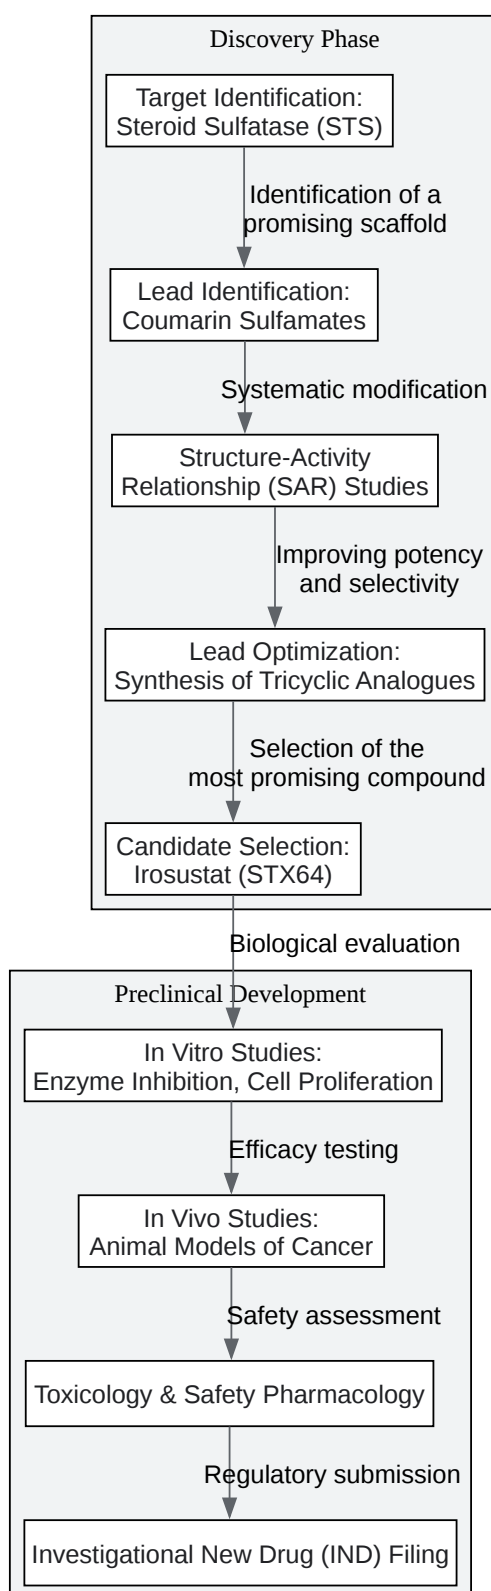 Discovery Phase
Target Identification:
Steroid Sulfatase (STS)
Identification of a
promising scaffold
Lead Identification:
Coumarin Sulfamates
Systematic modification
Structure-Activity
Relationship (SAR) Studies
Improving potency
and selectivity
Lead Optimization:
Synthesis of Tricyclic Analogues
Selection of the
most promising compound
Candidate Selection:
Irosustat (STX64)
Biological evaluation
Preclinical Development
In Vitro Studies:
Enzyme Inhibition, Cell Proliferation
Efficacy testing
In Vivo Studies:
Animal Models of Cancer
Safety assessment
Toxicology & Safety Pharmacology
Regulatory submission
Investigational New Drug (IND) Filing